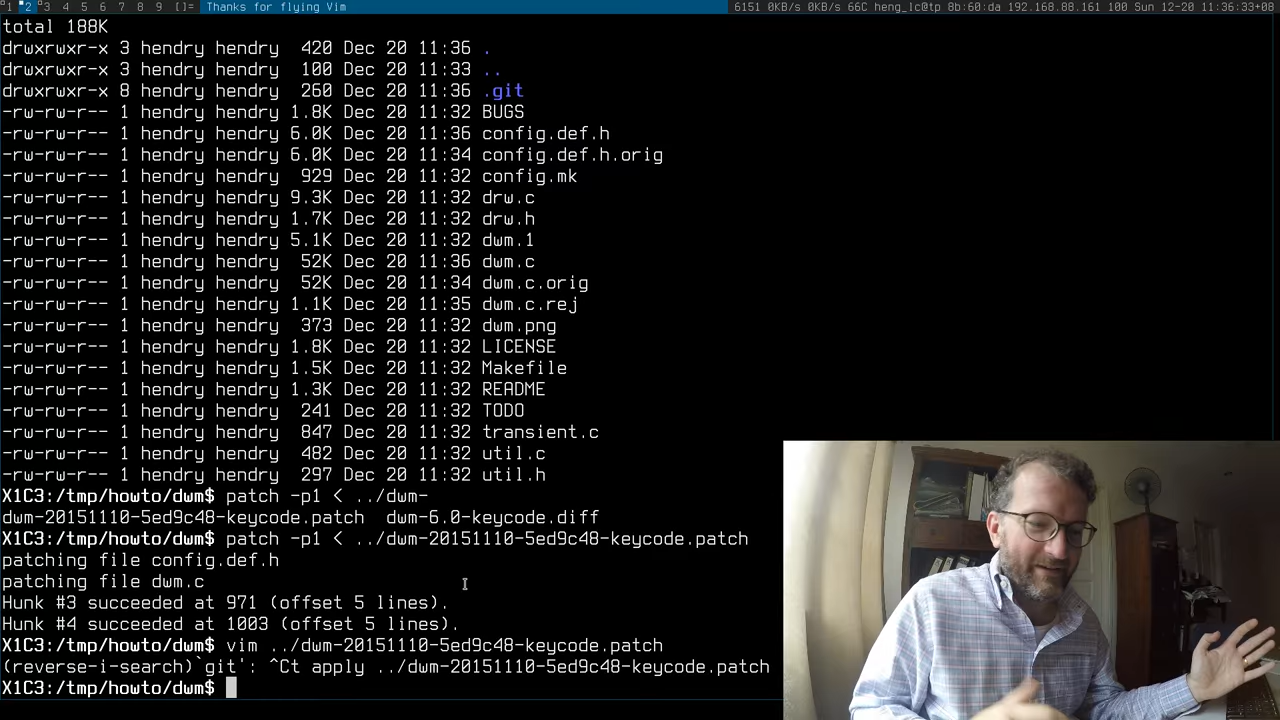 1 2 3 4 5 6 7 8 9 []= Thanks for flying Vim 6151 0KB/s 0KB/s 66C heng_lc@tp 8b:60:da 192.168.88.161 100 Sun 12-20 11:36:33+08
total 188K
drwxrwxr-x 3 hendry hendry  420 Dec 20 11:36 .
drwxrwxr-x 3 hendry hendry  100 Dec 20 11:33 ..
drwxrwxr-x 8 hendry hendry  260 Dec 20 11:36 .git
-rw-rw-r-- 1 hendry hendry 1.8K Dec 20 11:32 BUGS
-rw-rw-r-- 1 hendry hendry 6.0K Dec 20 11:36 config.def.h
-rw-rw-r-- 1 hendry hendry 6.0K Dec 20 11:34 config.def.h.orig
-rw-rw-r-- 1 hendry hendry  929 Dec 20 11:32 config.mk
-rw-rw-r-- 1 hendry hendry 9.3K Dec 20 11:32 drw.c
-rw-rw-r-- 1 hendry hendry 1.7K Dec 20 11:32 drw.h
-rw-rw-r-- 1 hendry hendry 5.1K Dec 20 11:32 dwm.1
-rw-rw-r-- 1 hendry hendry  52K Dec 20 11:36 dwm.c
-rw-rw-r-- 1 hendry hendry  52K Dec 20 11:34 dwm.c.orig
-rw-rw-r-- 1 hendry hendry 1.1K Dec 20 11:35 dwm.c.rej
-rw-rw-r-- 1 hendry hendry  373 Dec 20 11:32 dwm.png
-rw-rw-r-- 1 hendry hendry 1.8K Dec 20 11:32 LICENSE
-rw-rw-r-- 1 hendry hendry 1.5K Dec 20 11:32 Makefile
-rw-rw-r-- 1 hendry hendry 1.3K Dec 20 11:32 README
-rw-rw-r-- 1 hendry hendry  241 Dec 20 11:32 TODO
-rw-rw-r-- 1 hendry hendry  847 Dec 20 11:32 transient.c
-rw-rw-r-- 1 hendry hendry  482 Dec 20 11:32 util.c
-rw-rw-r-- 1 hendry hendry  297 Dec 20 11:32 util.h
X1C3:/tmp/howto/dwm$ patch -p1 < ../dwm-
dwm-20151110-5ed9c48-keycode.patch  dwm-6.0-keycode.diff
X1C3:/tmp/howto/dwm$ patch -p1 < ../dwm-20151110-5ed9c48-keycode.patch
patching file config.def.h
patching file dwm.c
Hunk #3 succeeded at 971 (offset 5 lines).
Hunk #4 succeeded at 1003 (offset 5 lines).
X1C3:/tmp/howto/dwm$ vim ../dwm-20151110-5ed9c48-keycode.patch
(reverse-i-search)`git': ^Ct apply ../dwm-20151110-5ed9c48-keycode.patch
X1C3:/tmp/howto/dwm$